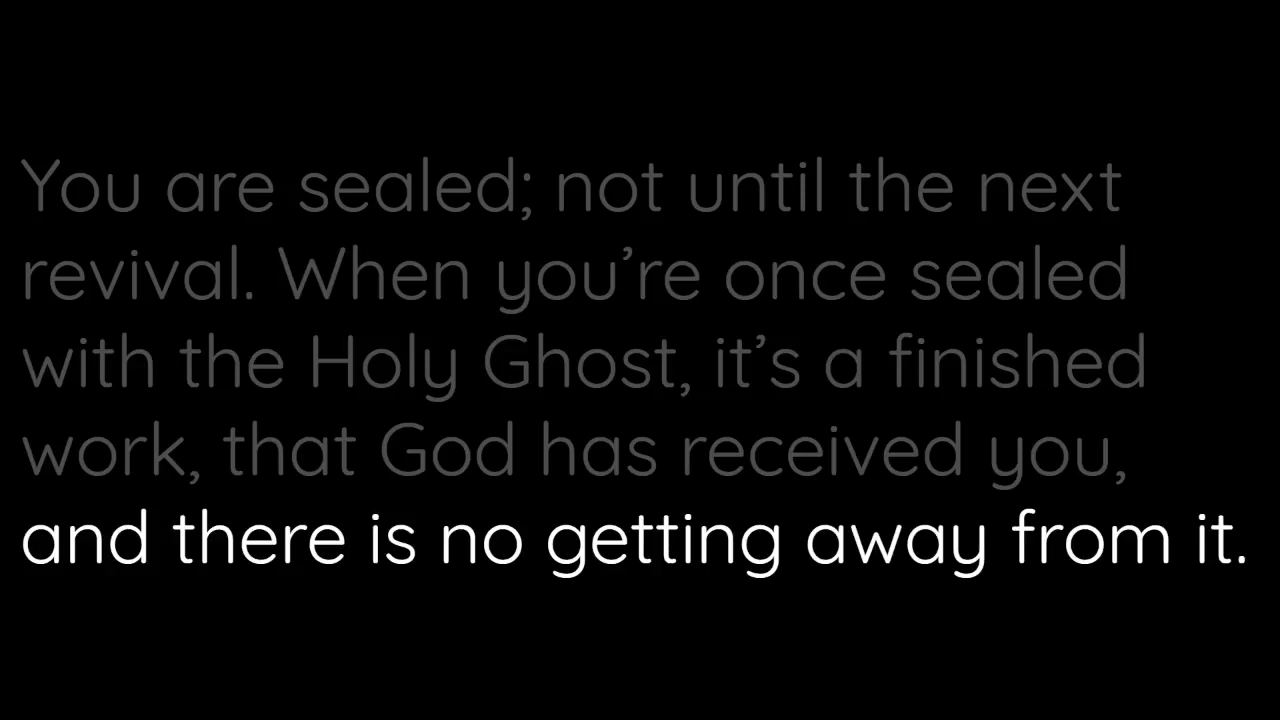 You are sealed; not until the next
revival. When you’re once sealed
with the Holy Ghost, it’s a finished
work, that God has received you,
and there is no getting away from it.